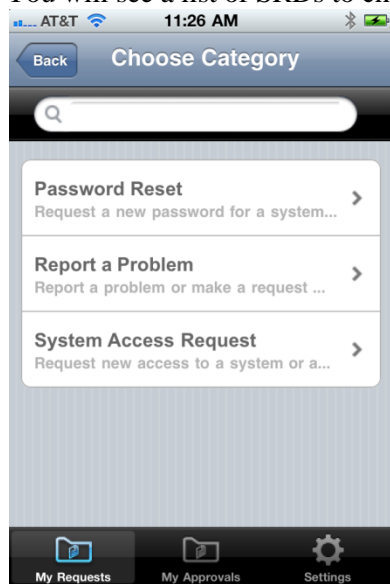 You will see a list of SRDs to
AT&T 11:26 AM
Back Choose Category
Password Reset
Request a new password for a system...
Report a Problem
Report a problem or make a request ...
System Access Request
Request new access to a system or a...
My Requests My Approvals Settings